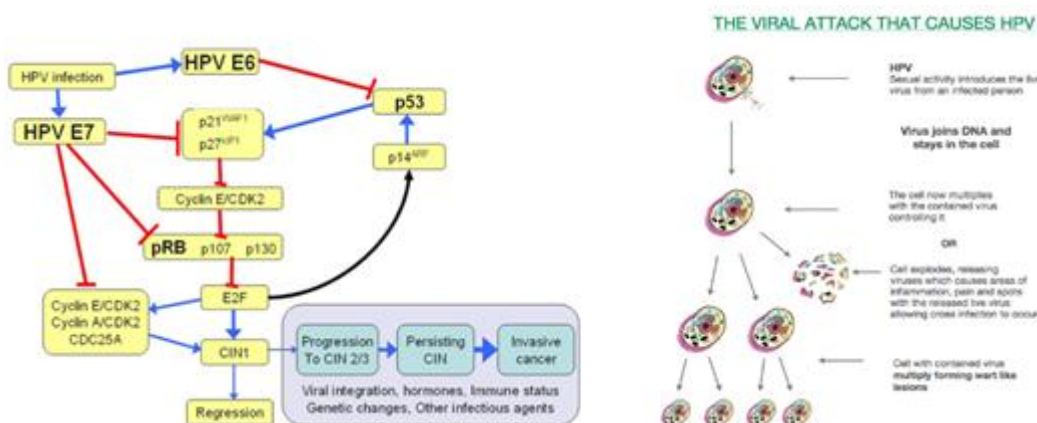 HPV infection
HPV E6
HPV E7
p53
p21WAF1
p27KIP1
p14ARF
Cyclin E/CDK2
pRB p107 p130
E2F
Cyclin E/CDK2
Cyclin A/CDK2
CDC25A
CIN1
Regression
Progression
To CIN 2/3
Persisting
CIN
Invasive
cancer
Viral integration, hormones, Immune status
Genetic changes, Other infectious agents
THE VIRAL ATTACK THAT CAUSES HPV
HPV
Sexual activity introduces the live
virus from an infected person
Virus joins DNA and
stays in the cell
The cell now multiples
with the contained virus
controlling it
OR
Cell explodes, releasing
viruses which causes areas of
inflammation, pain and spots
with the released live virus
allowing cross infection to occur
Cell with contained virus
multiply forming wart like
lesions